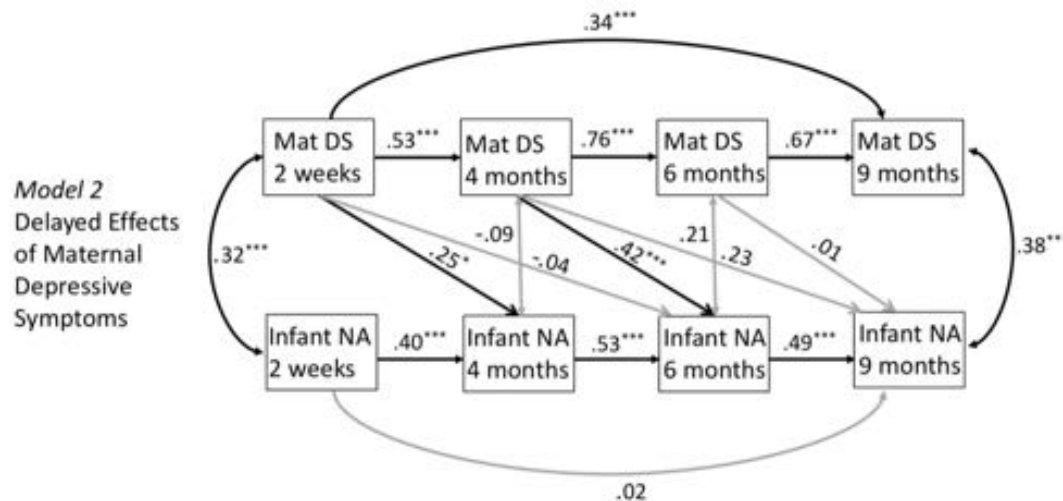 .34***
Mat DS
2 weeks
.53***
Mat DS
4 months
.76***
Mat DS
6 months
.67***
Mat DS
9 months
Model 2
Delayed Effects
of Maternal
Depressive
Symptoms
.32***
.25*
-.09
-.04
.42***
.21
.23
.01
.38**
Infant NA
2 weeks
.40***
Infant NA
4 months
.53***
Infant NA
6 months
.49***
Infant NA
9 months
.02